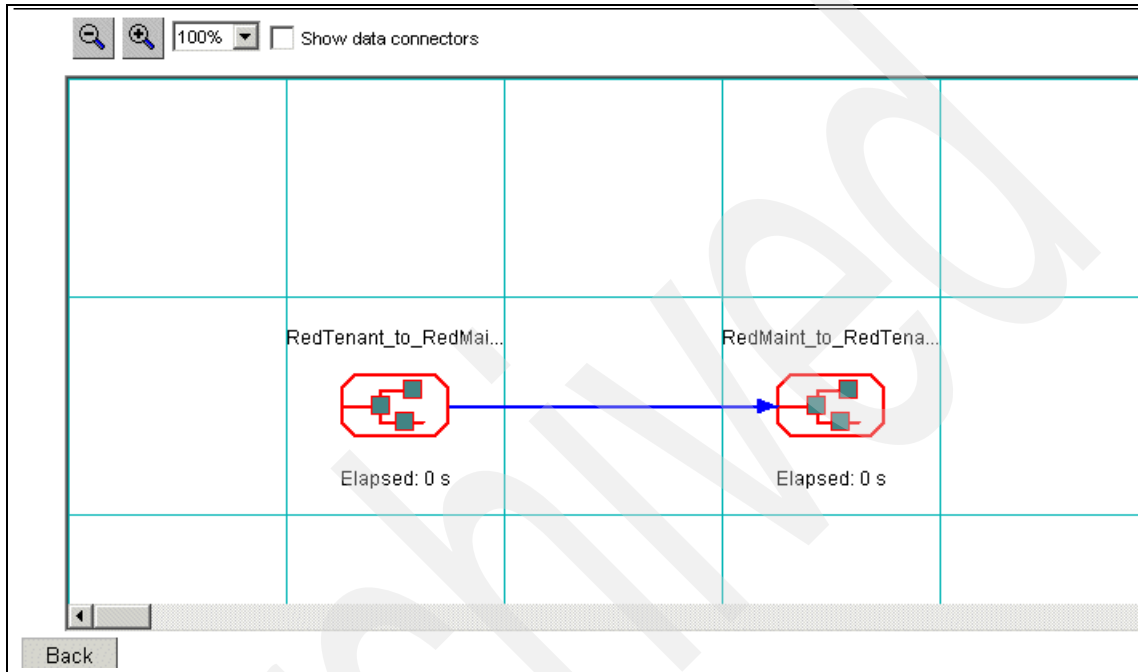 100% Show data connectors
RedTenant_to_RedMai... RedMaint_to_RedTena...
Elapsed: 0 s Elapsed: 0 s
Back